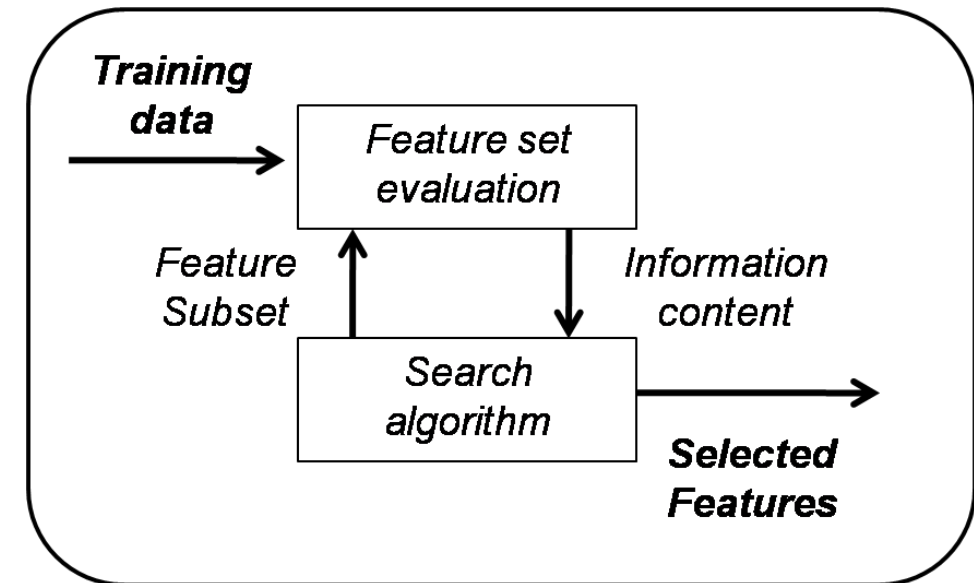 Training
data
Feature set
evaluation
Feature
Subset
Information
content
Search
algorithm
Selected
Features